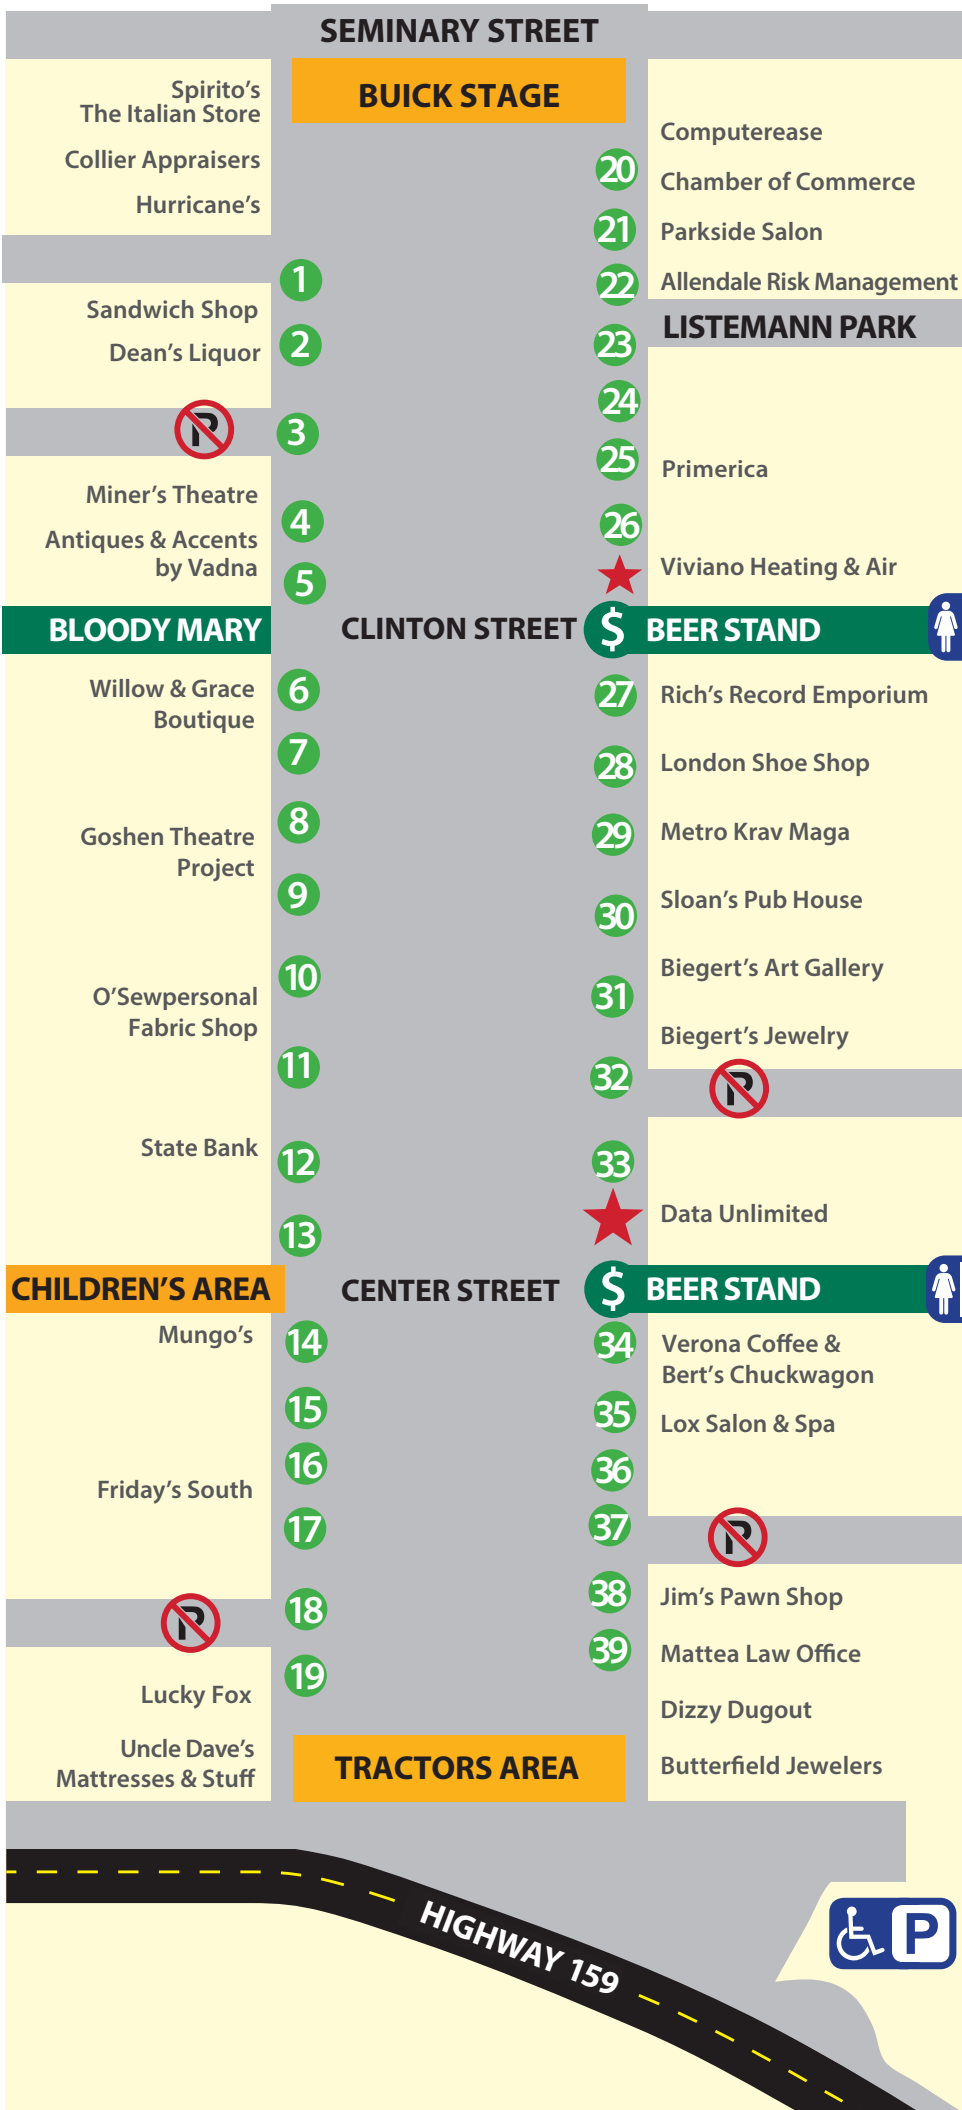 SEMINARY STREET
BUICK STAGE
Spirito's
The Italian Store
Collier Appraisers
Hurricane's
Sandwich Shop
Dean's Liquor
P
Miner's Theatre
Antiques & Accents
by Vadna
BLOODY MARY
Willow & Grace
Boutique
Goshen Theatre
Project
O'Sewpersonal
Fabric Shop
State Bank
CHILDREN'S AREA
Mungo's
Friday's South
P
Lucky Fox
Uncle Dave's
Mattresses & Stuff
1
2
3
4
5
6
7
8
9
10
11
12
13
14
15
16
17
18
19
CLINTON STREET
CENTER STREET
TRACTORS AREA
20
21
22
23
24
25
26
$
27
28
29
30
31
32
33
$
34
35
36
37
38
39
Computerease
Chamber of Commerce
Parkside Salon
Allendale Risk Management
LISTEMANN PARK
Primerica
Viviano Heating & Air
BEER STAND
Rich's Record Emporium
London Shoe Shop
Metro Krav Maga
Sloan's Pub House
Biegert's Art Gallery
Biegert's Jewelry
P
Data Unlimited
BEER STAND
Verona Coffee &
Bert's Chuckwagon
Lox Salon & Spa
P
Jim's Pawn Shop
Mattea Law Office
Dizzy Dugout
Butterfield Jewelers
HIGHWAY 159
P